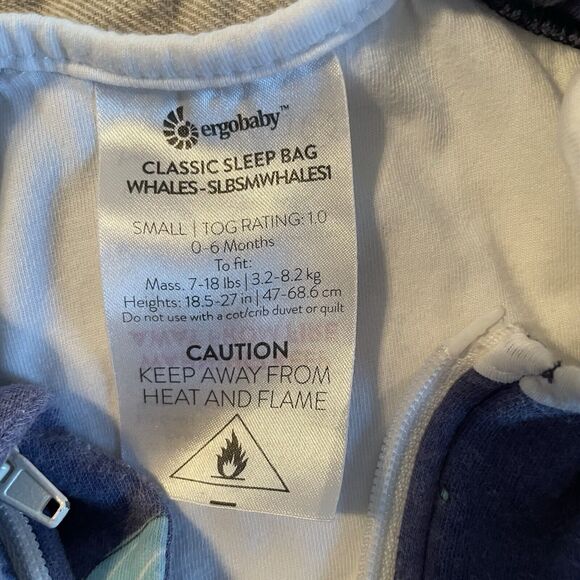 ergobaby™
CLASSIC SLEEP BAG
WHALES-SLBSMWHALES1
SMALL | TOG RATING: 1.0
0-6 Months
To fit:
Mass. 7-18 lbs | 3.2-8.2 kg
Heights: 18.5-27 in | 47-68.6 cm
Do not use with a cot/crib duvet or quilt
CAUTION
KEEP AWAY FROM
HEAT AND FLAME